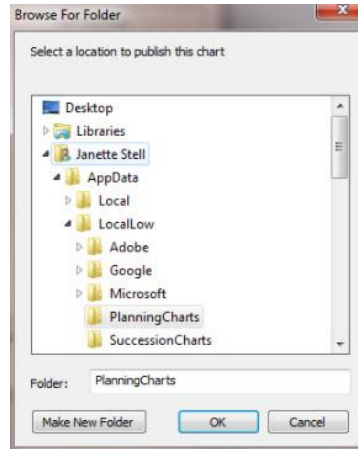 Browse For Folder
Select a location to publish this chart
Desktop
Libraries
Janette Stell
AppData
Local
LocalLow
Adobe
Google
Microsoft
PlanningCharts
SuccessionCharts
Folder: PlanningCharts
Make New Folder OK Cancel